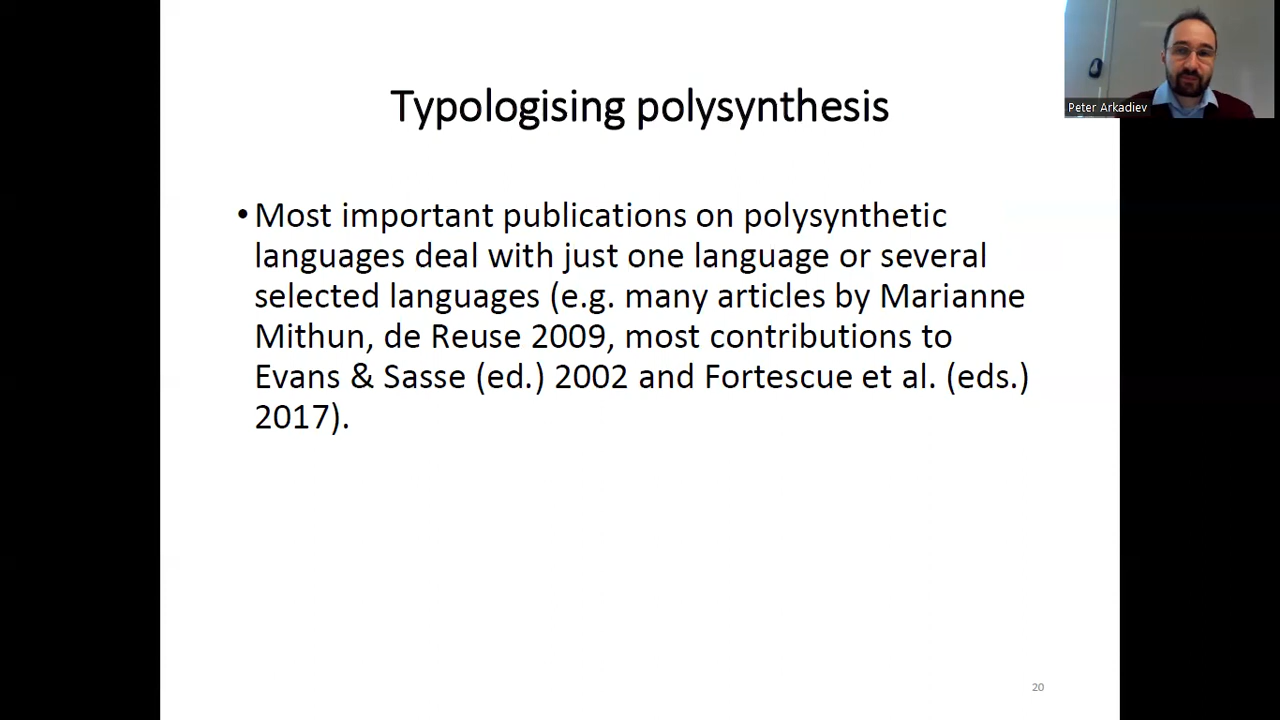 Peter Arkadiev
Typologising polysynthesis
• Most important publications on polysynthetic
languages deal with just one language or several
selected languages (e.g. many articles by Marianne
Mithun, de Reuse 2009, most contributions to
Evans & Sasse (ed.) 2002 and Fortescue et al. (eds.)
2017).
20